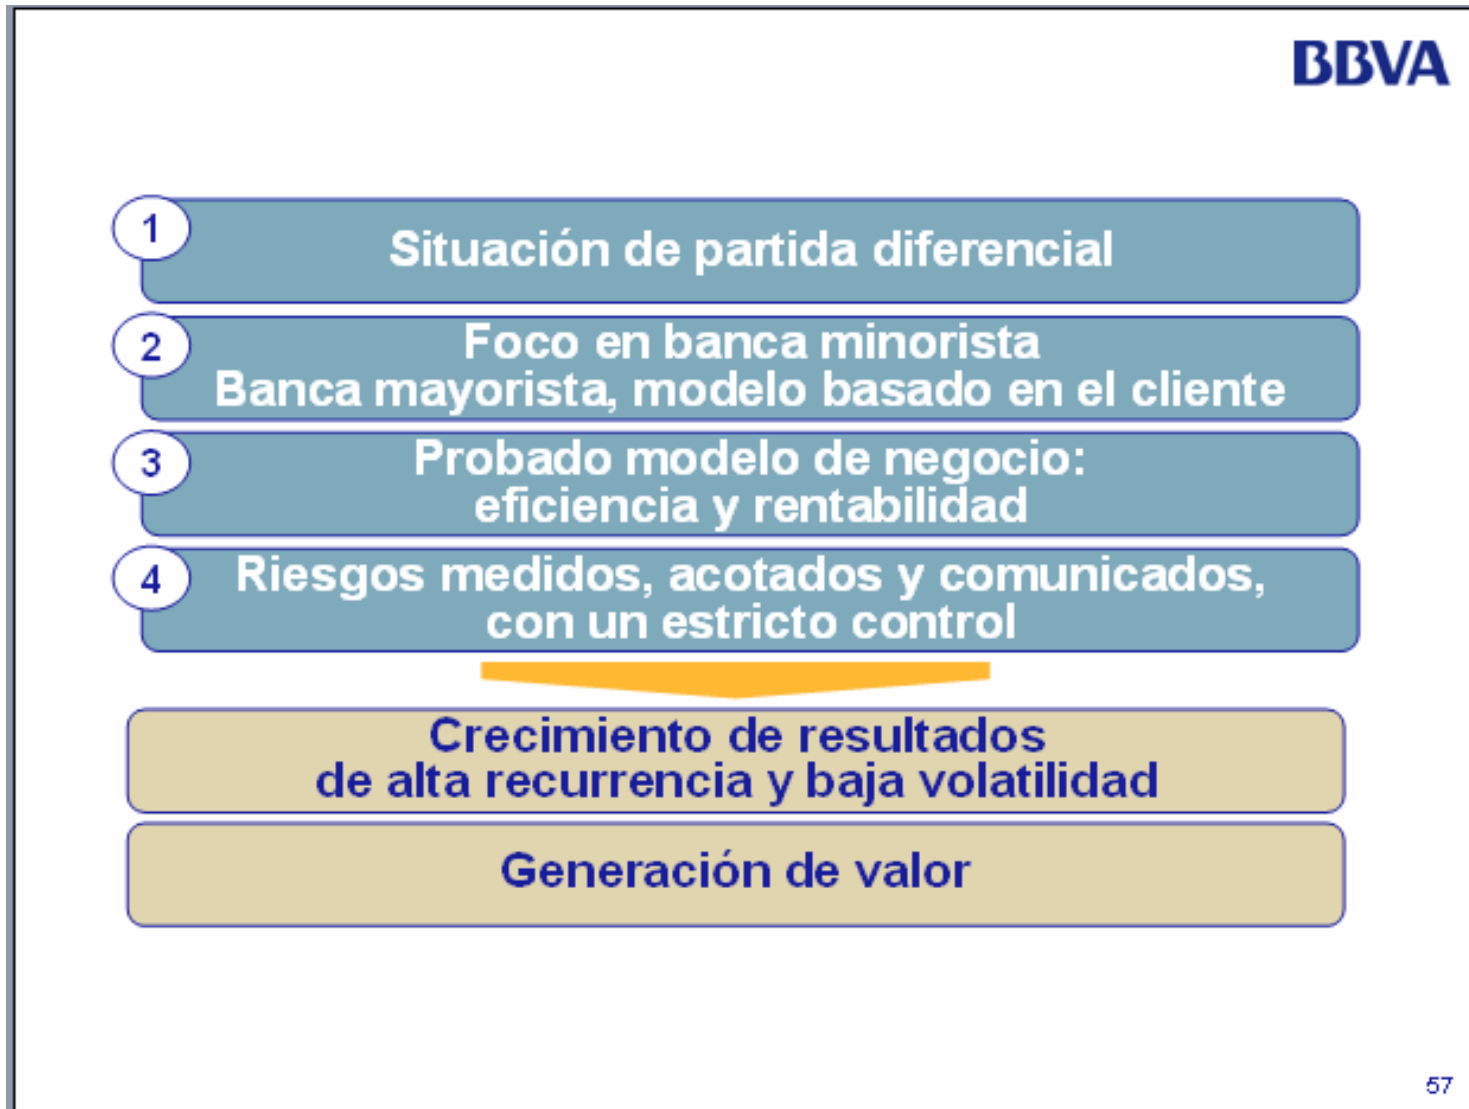 BBVA
1
Situación de partida diferencial
2
Foco en banca minorista
Banca mayorista, modelo basado en el cliente
3
Probado modelo de negocio:
eficiencia y rentabilidad
4
Riesgos medidos, acotados y comunicados,
con un estricto control
Crecimiento de resultados
de alta recurrencia y baja volatilidad
Generación de valor
57